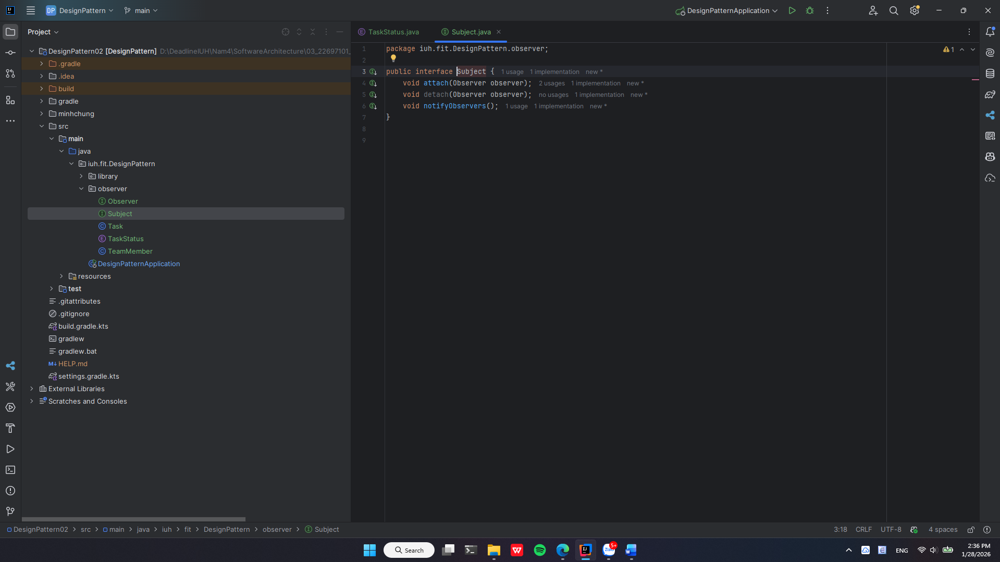 DP DesignPattern main DesignPatternApplication
Project
TaskStatus.java Subject.java
DesignPattern02 [DesignPattern] D:\DeadlineIUH\Nam4\SoftwareArchitecture\03_22697101_
.gradle
.idea
build
gradle
minhchung
src
main
java
iuh.fit.DesignPattern
library
observer
Observer
Subject
Task
TaskStatus
TeamMember
DesignPatternApplication
resources
test
.gitattributes
.gitignore
build.gradle.kts
gradlew
gradlew.bat
M↓ HELP.md
settings.gradle.kts
External Libraries
Scratches and Consoles
1 package iuh.fit.DesignPattern.observer;
2
3 public interface Subject { 1 usage 1 implementation new *
4 void attach(Observer observer); 2 usages 1 implementation new *
5 void detach(Observer observer); no usages 1 implementation new *
6 void notifyObservers(); 1 usage 1 implementation new *
7 }
8
9
1
DesignPattern02 > src > main > java > iuh > fit > DesignPattern > observer > Subject
3:18 CRLF UTF-8 4 spaces
Search
Zalo 5+
ENG
2:36 PM
1/28/2026